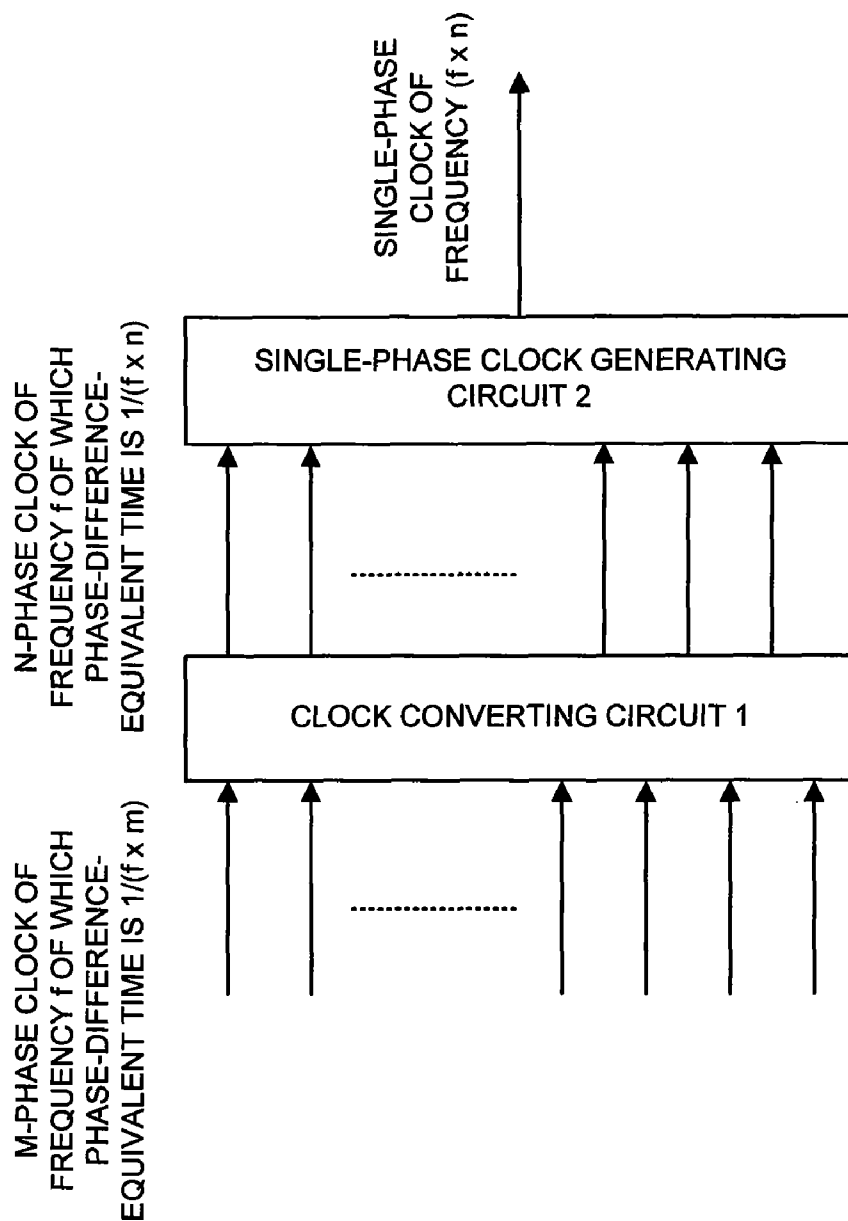 SINGLE-PHASE
CLOCK OF
FREQUENCY (f x n)
N-PHASE CLOCK OF
FREQUENCY f OF WHICH
PHASE-DIFFERENCE-
EQUIVALENT TIME IS 1/(f x n)
SINGLE-PHASE CLOCK GENERATING
CIRCUIT 2
CLOCK CONVERTING CIRCUIT 1
M-PHASE CLOCK OF
FREQUENCY f OF WHICH
PHASE-DIFFERENCE-
EQUIVALENT TIME IS 1/(f x m)